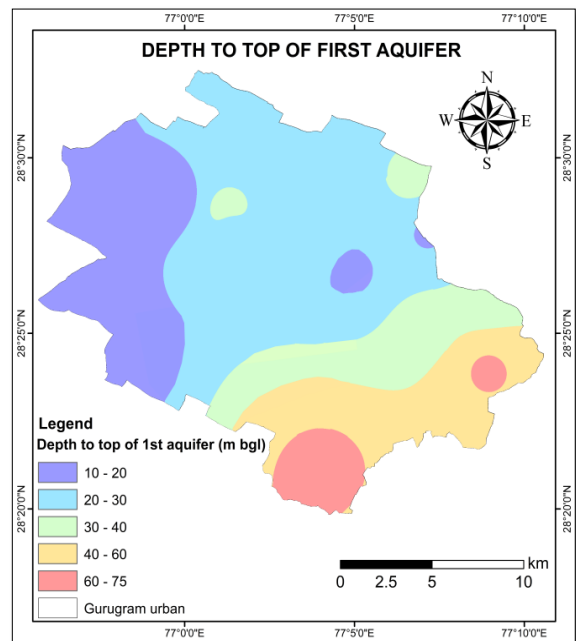 77°0'0"E 77°5'0"E 77°10'0"E
DEPTH TO TOP OF FIRST AQUIFER
N
W E
S
28°30'0"N 28°30'0"N
28°25'0"N 28°25'0"N
28°20'0"N 28°20'0"N
Legend
Depth to top of 1st aquifer (m bgl)
10 - 20
20 - 30
30 - 40
40 - 60
60 - 75
Gurugram urban
km
0 2.5 5 10
77°0'0"E 77°5'0"E 77°10'0"E